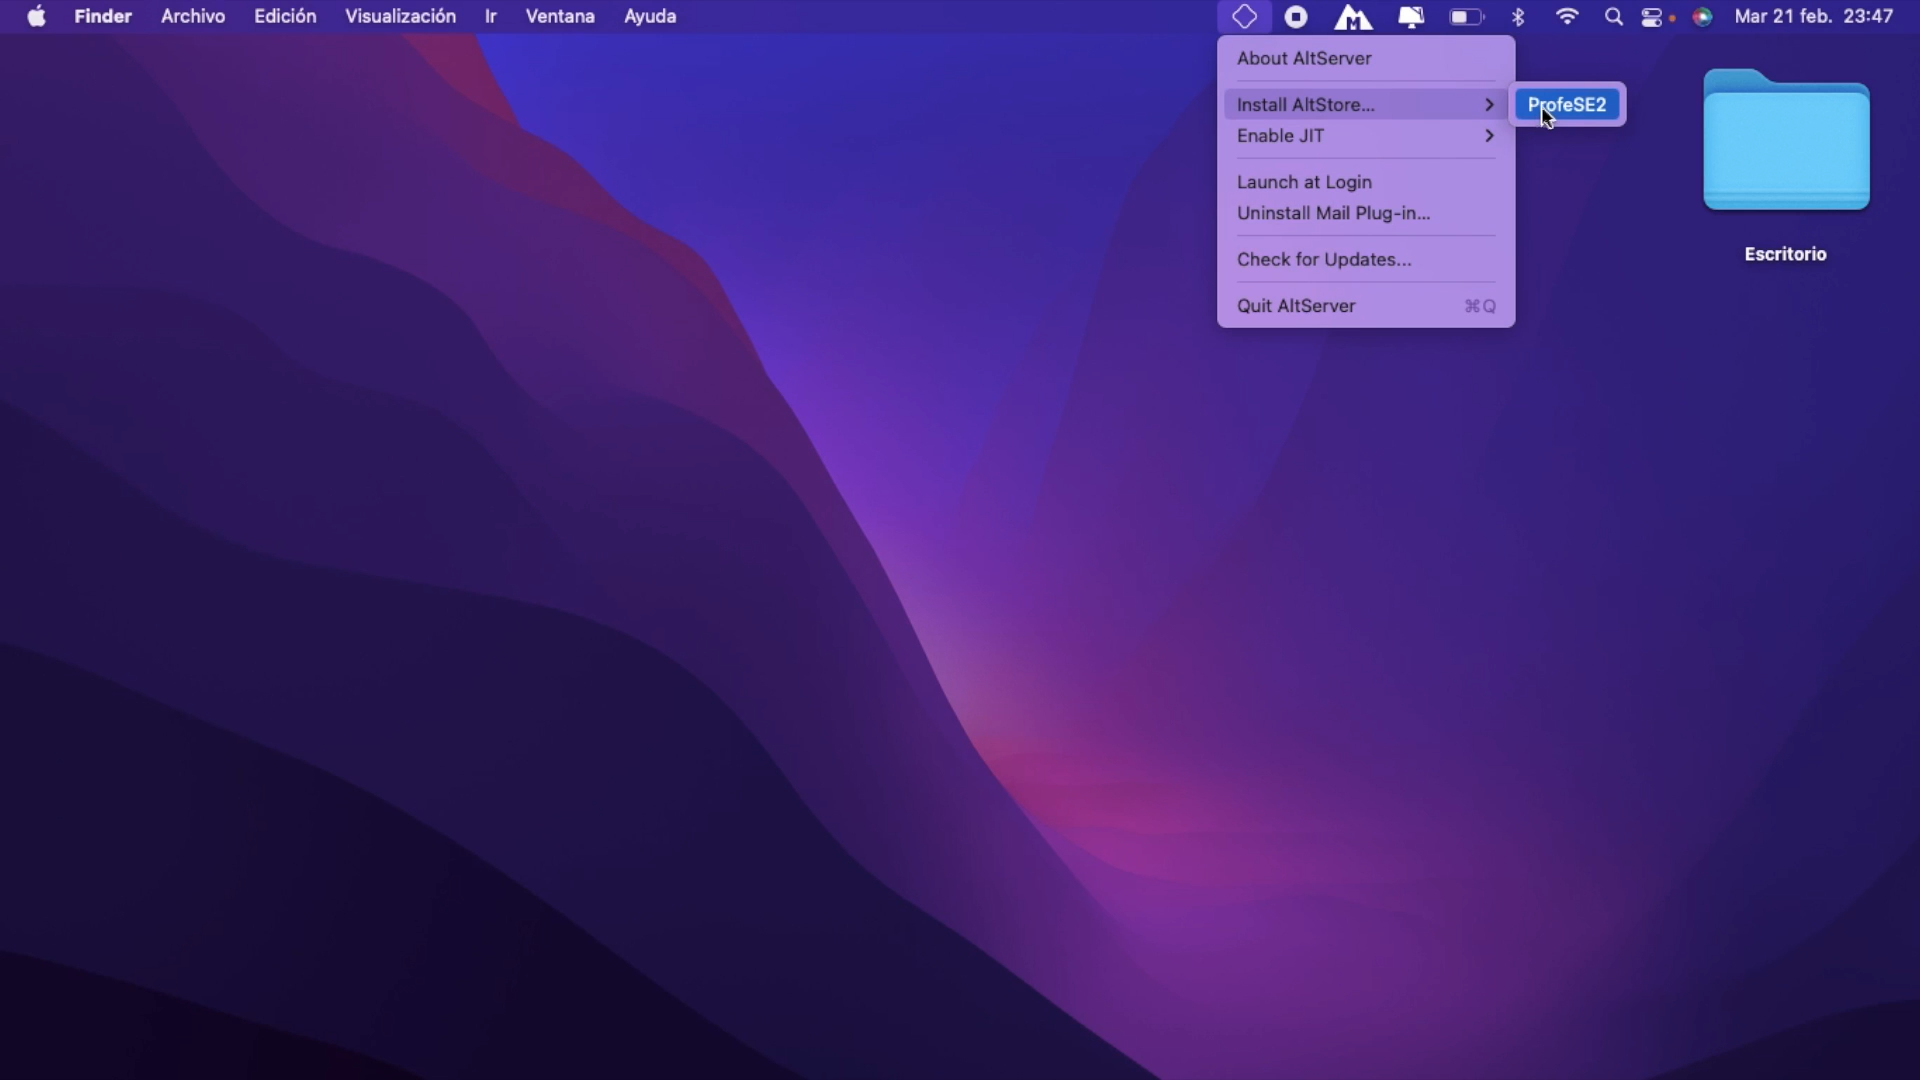 Finder Archivo Edición Visualización Ir Ventana Ayuda Mar 21 feb. 23:47
About AltServer
Install AltStore...
ProfeSE2
Enable JIT
Launch at Login
Uninstall Mail Plug-in...
Check for Updates...
Quit AltServer ⌘Q
Escritorio